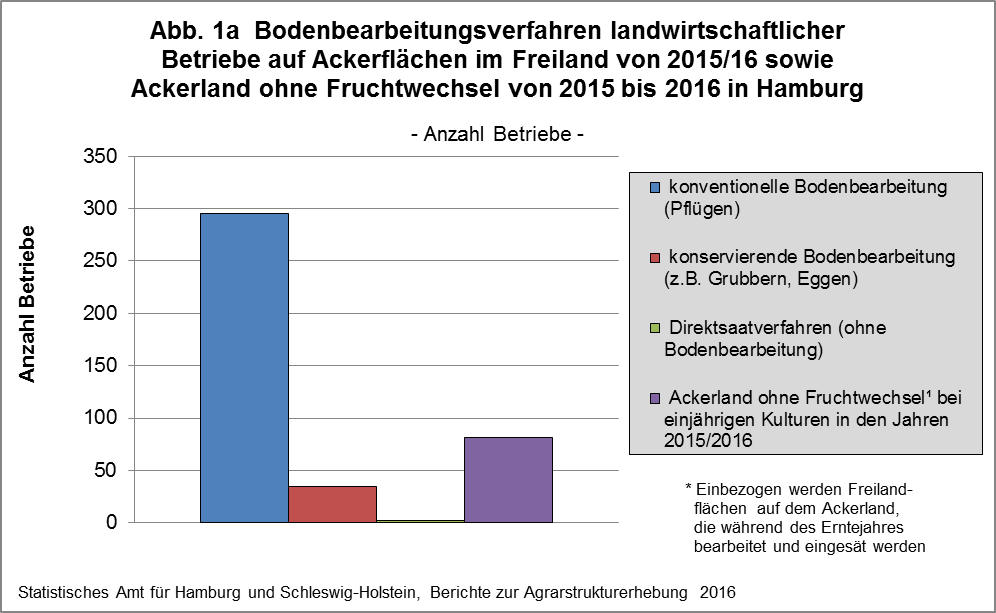 Abb. 1a  Bodenbearbeitungsverfahren landwirtschaftlicher
Betriebe auf Ackerflächen im Freiland von 2015/16 sowie
Ackerland ohne Fruchtwechsel von 2015 bis 2016 in Hamburg
- Anzahl Betriebe -
Anzahl Betriebe
350
300
250
200
150
100
50
0
konventionelle Bodenbearbeitung
(Pflügen)
konservierende Bodenbearbeitung
(z.B. Grubbern, Eggen)
Direktsaatverfahren (ohne
Bodenbearbeitung)
Ackerland ohne Fruchtwechsel¹ bei
einjährigen Kulturen in den Jahren
2015/2016
* Einbezogen werden Freiland-
flächen auf dem Ackerland,
die während des Erntejahres
bearbeitet und eingesät werden
Statistisches Amt für Hamburg und Schleswig-Holstein, Berichte zur Agrarstrukturerhebung 2016